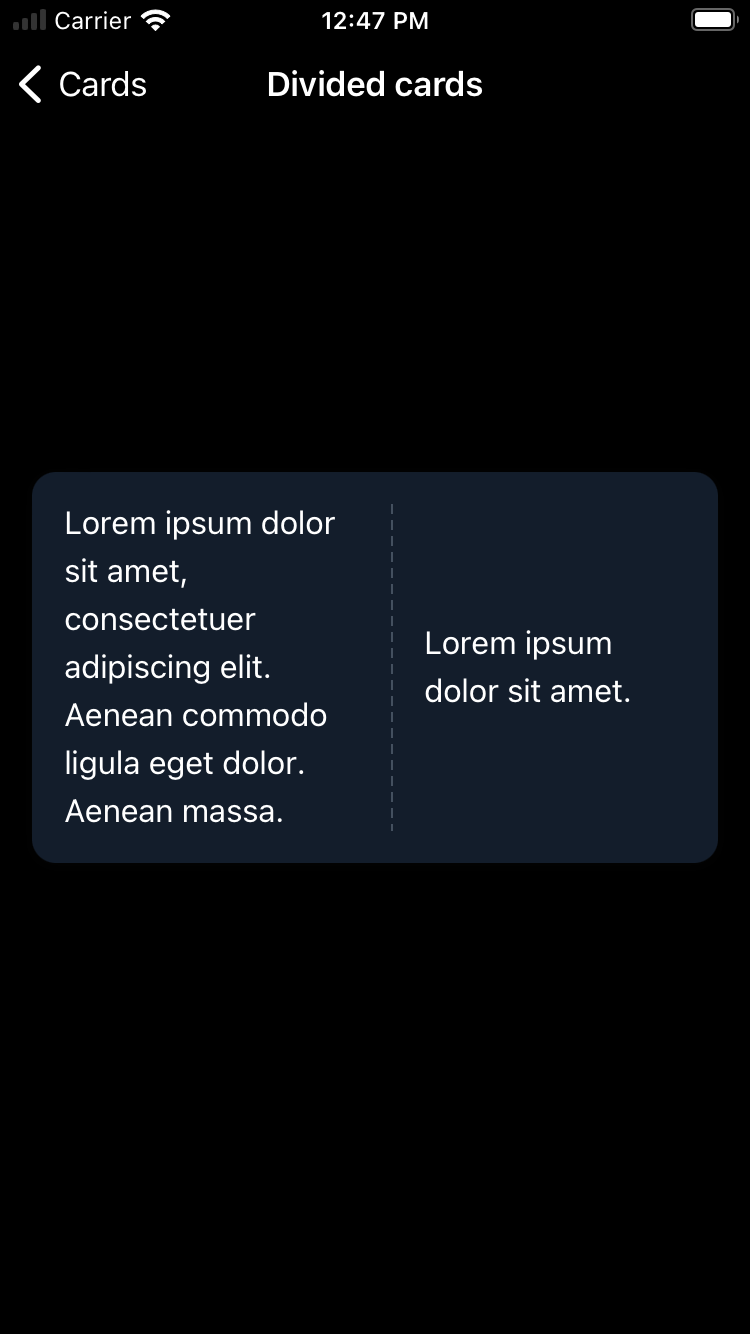 Carrier 12:47 PM
Cards Divided cards
Lorem ipsum dolor
sit amet,
consectetuer
adipiscing elit.
Aenean commodo
ligula eget dolor.
Aenean massa.
Lorem ipsum
dolor sit amet.